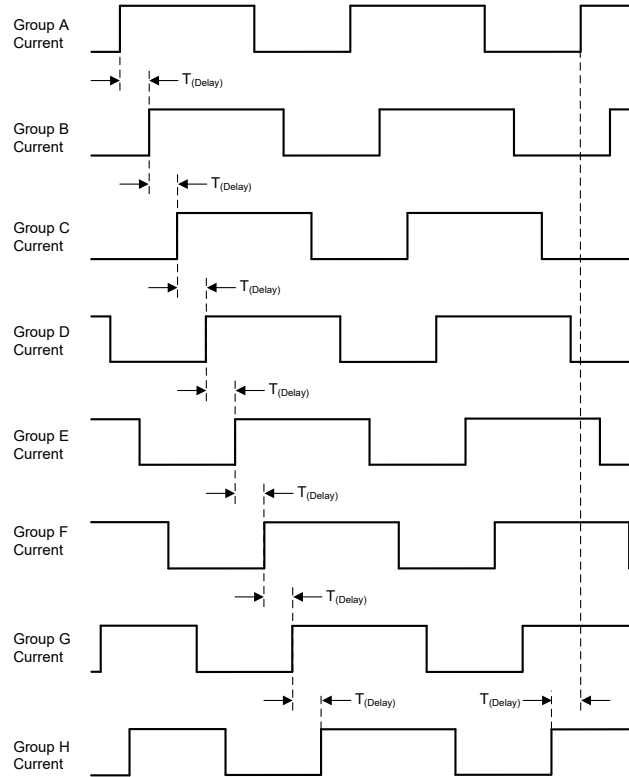 Group A
Current
T(Delay)
Group B
Current
T(Delay)
Group C
Current
T(Delay)
Group D
Current
T(Delay)
Group E
Current
T(Delay)
Group F
Current
T(Delay)
Group G
Current
T(Delay)
T(Delay)
Group H
Current